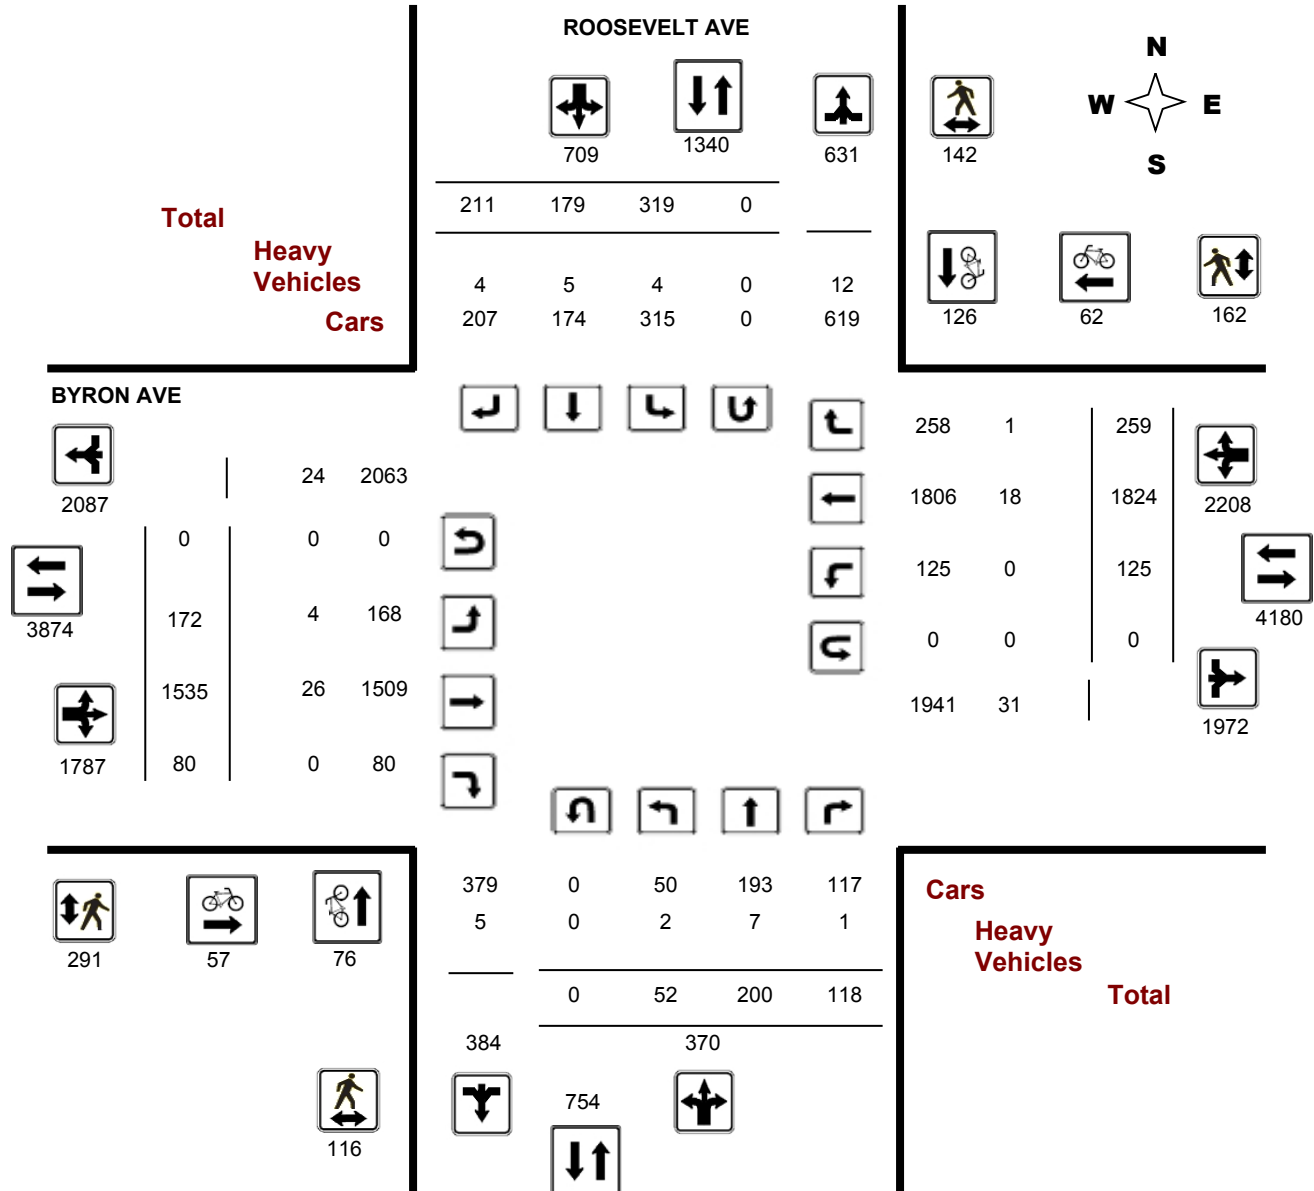 ROOSEVELT AVE
N
W E
S
709 1340 631 142
211 179 319 0
Total
Heavy
Vehicles
4 5 4 0 12
Cars
207 174 315 0 619
126 62 162
BYRON AVE
2087
24 2063
0 0 0
3874
172 4 168
1535 26 1509
1787
80 0 80
258 1 259
1806 18 1824
2208
125 0 125
4180
0 0 0
1941 31
1972
379 0 50 193 117
5 0 2 7 1
0 52 200 118
384 370
754
291 57 76
116
Cars
Heavy
Vehicles
Total